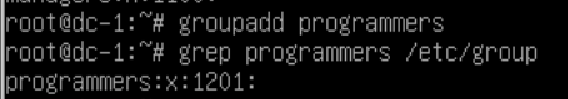 root@dc-1:~# groupadd programmers
root@dc-1:~# grep programmers /etc/group
programmers:x:1201: